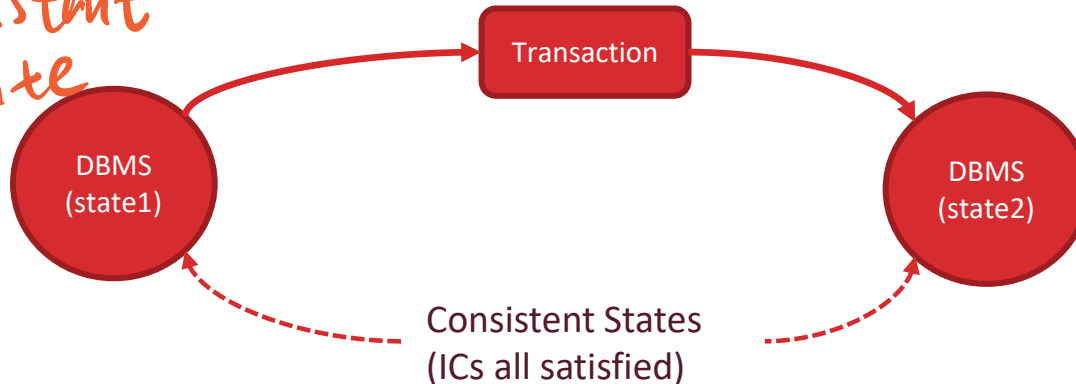 Transaction
DBMS
(state1)
DBMS
(state2)
Consistent States
(ICs all satisfied)